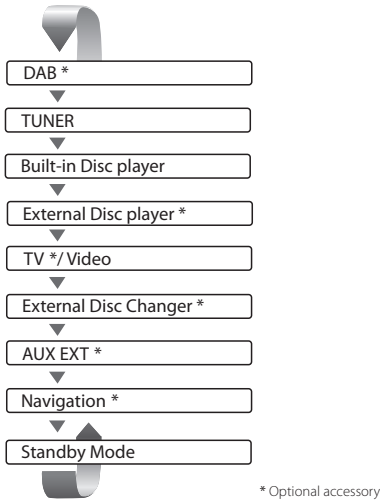 DAB *
TUNER
Built-in Disc player
External Disc player *
TV */ Video
External Disc Changer *
AUX EXT *
Navigation *
Standby Mode
* Optional accessory